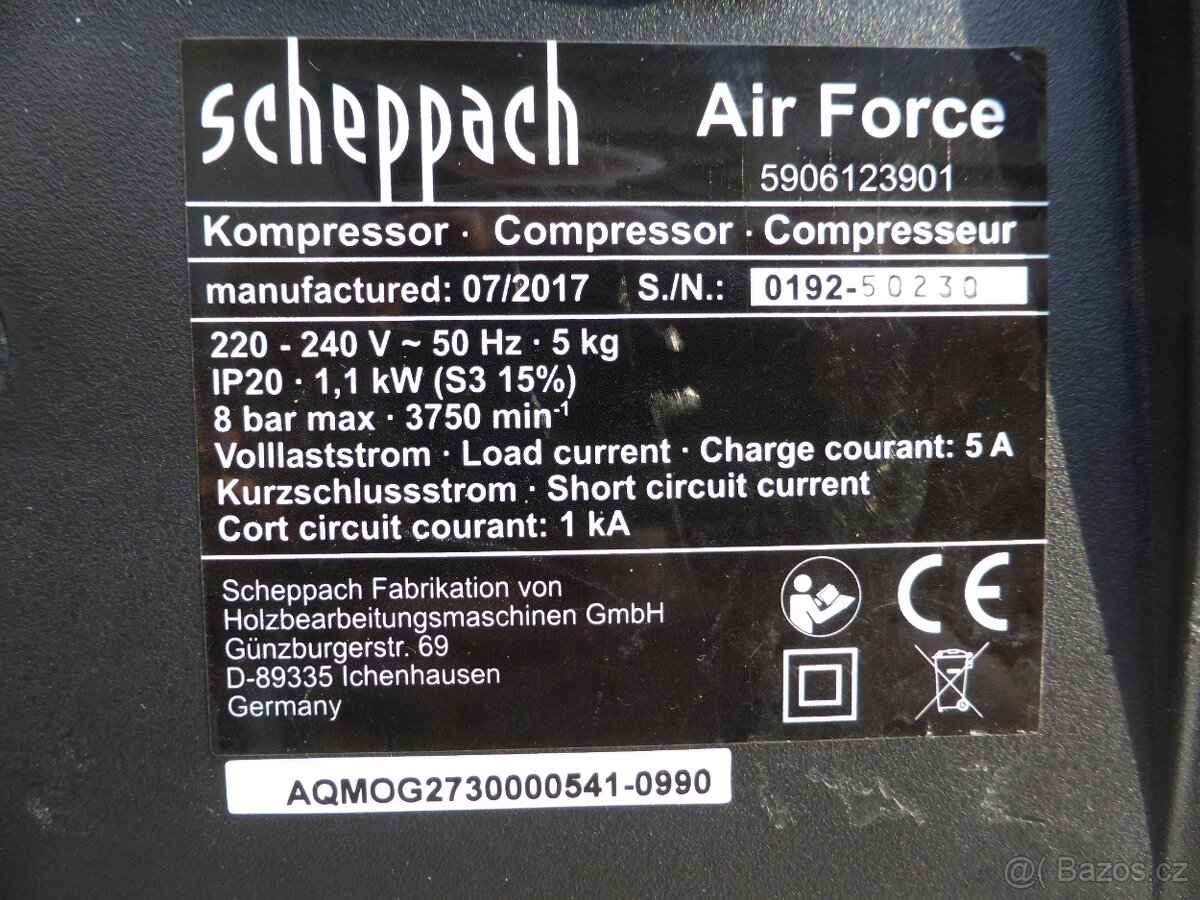 scheppach
Air Force
5906123901
Kompressor · Compressor · Compresseur
manufactured: 07/2017 S./N.: 0192-50230
220 - 240 V ~ 50 Hz · 5 kg
IP20 · 1,1 kW (S3 15%)
8 bar max · 3750 min⁻¹
Volllaststrom · Load current · Charge courant: 5 A
Kurzschlussstrom · Short circuit current
Cort circuit courant: 1 kA
Scheppach Fabrikation von
Holzbearbeitungsmaschinen GmbH
Günzburgerstr. 69
D-89335 Ichenhausen
Germany
CE
AQMOG2730000541-0990
@( Bazos.cz